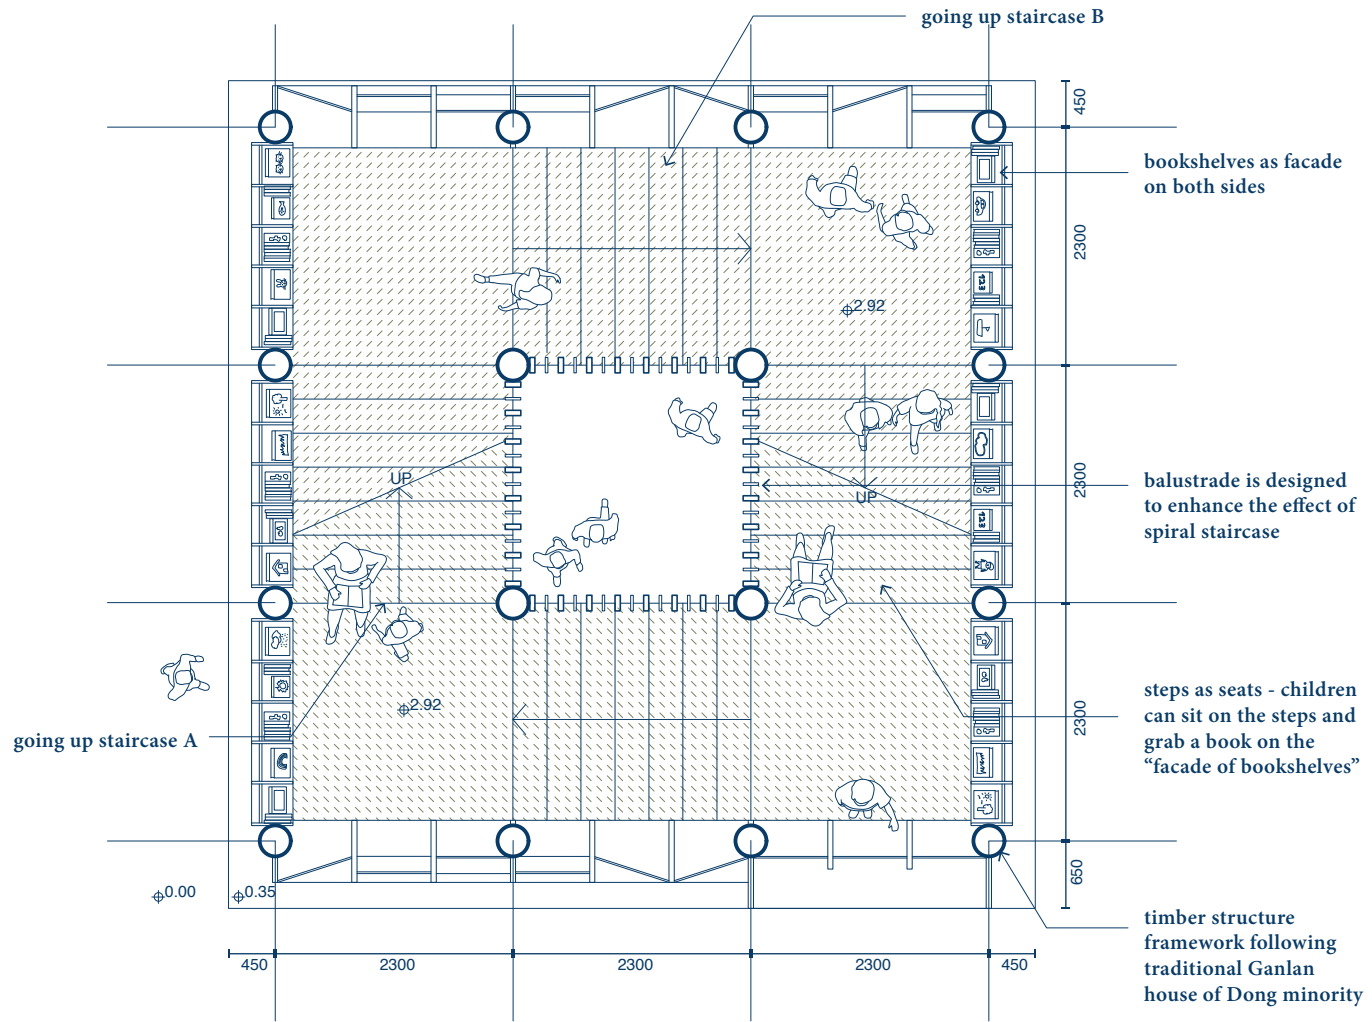 going up staircase B
450
bookshelves as facade
on both sides
2300
2.92
UP
UP
2300
balustrade is designed
to enhance the effect of
spiral staircase
steps as seats - children
can sit on the steps and
grab a book on the
“facade of bookshelves”
2300
2.92
going up staircase A
650
0.00
0.35
timber structure
framework following
traditional Ganlan
house of Dong minority
450
2300
2300
2300
450
123
123